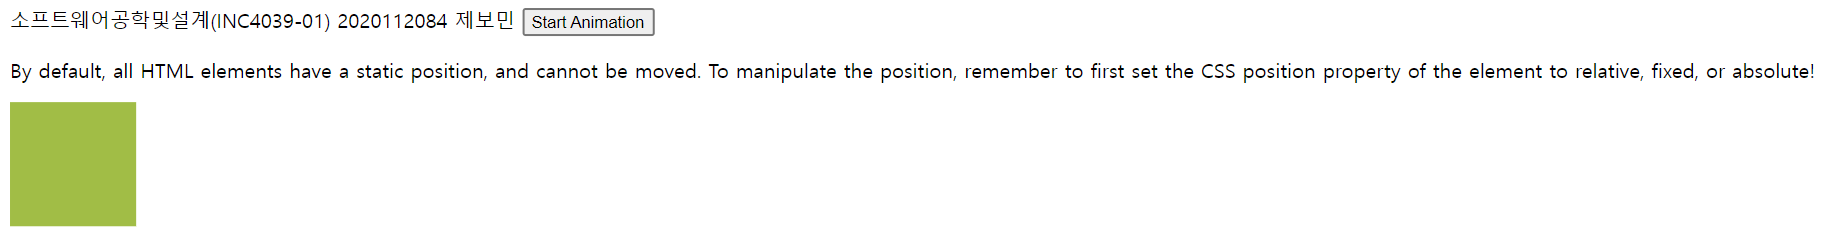 소프트웨어공학및설계(INC4039-01) 2020112084 제보민 Start Animation
By default, all HTML elements have a static position, and cannot be moved. To manipulate the position, remember to first set the CSS position property of the element to relative, fixed, or absolute!